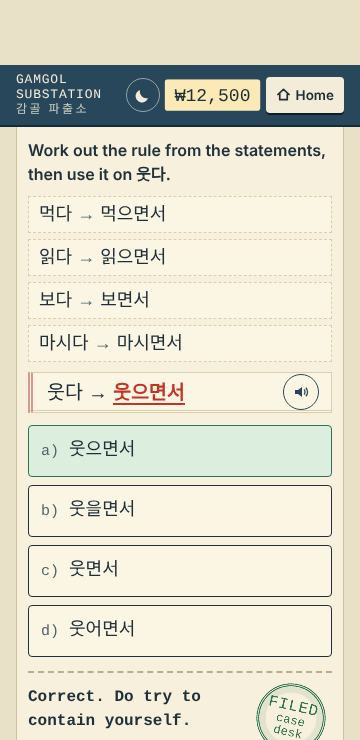 GAMGOL
SUBSTATION
감골 파출소
₩12,500
Home
Work out the rule from the statements,
then use it on 웃다.
먹다 → 먹으면서
읽다 → 읽으면서
보다 → 보면서
마시다 → 마시면서
웃다 → 웃으면서
a) 웃으면서
b) 웃을면서
c) 웃면서
d) 웃어면서
Correct. Do try to
contain yourself.
FILED
case
desk